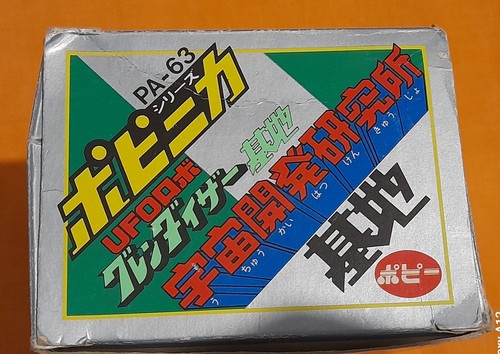 PA-63
ポピニカ
シリーズ
UFOロボ
グレンダイザー 基地
宇宙開発研究所
うちゅうかいはつけんきゅうじょ
基地
ポピー